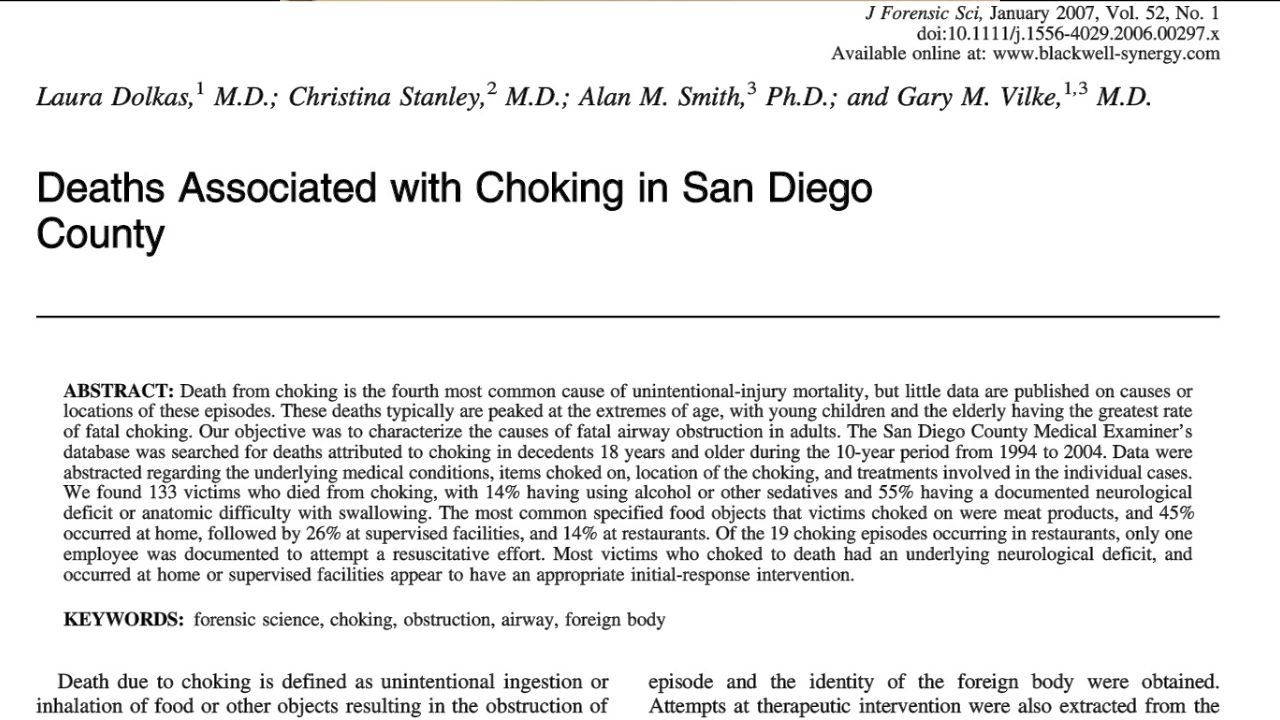 J Forensic Sci, January 2007, Vol. 52, No. 1
doi:10.1111/j.1556-4029.2006.00297.x
Available online at: www.blackwell-synergy.com
Laura Dolkas,1 M.D.; Christina Stanley,2 M.D.; Alan M. Smith,3 Ph.D.; and Gary M. Vilke,1,3 M.D.
Deaths Associated with Choking in San Diego
County
ABSTRACT: Death from choking is the fourth most common cause of unintentional-injury mortality, but little data are published on causes or
locations of these episodes. These deaths typically are peaked at the extremes of age, with young children and the elderly having the greatest rate
of fatal choking. Our objective was to characterize the causes of fatal airway obstruction in adults. The San Diego County Medical Examiner's
database was searched for deaths attributed to choking in decedents 18 years and older during the 10-year period from 1994 to 2004. Data were
abstracted regarding the underlying medical conditions, items choked on, location of the choking, and treatments involved in the individual cases.
We found 133 victims who died from choking, with 14% having using alcohol or other sedatives and 55% having a documented neurological
deficit or anatomic difficulty with swallowing. The most common specified food objects that victims choked on were meat products, and 45%
occurred at home, followed by 26% at supervised facilities, and 14% at restaurants. Of the 19 choking episodes occurring in restaurants, only one
employee was documented to attempt a resuscitative effort. Most victims who choked to death had an underlying neurological deficit, and
occurred at home or supervised facilities appear to have an appropriate initial-response intervention.
KEYWORDS: forensic science, choking, obstruction, airway, foreign body
Death due to choking is defined as unintentional ingestion or
inhalation of food or other objects resulting in the obstruction of
episode and the identity of the foreign body were obtained.
Attempts at therapeutic intervention were also extracted from the